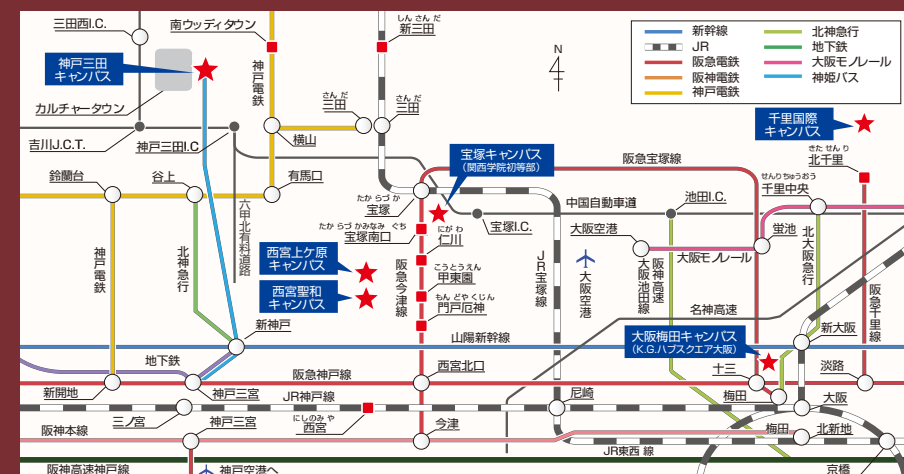 三田西I.C.
南ウッディタウン
しんさんだ
新三田
神戸三田
キャンパス
神戸電鉄
N
新幹線
JR
阪急電鉄
阪神電鉄
神戸電鉄
北神急行
地下鉄
大阪モノレール
神姫バス
カルチャータウン
さんだ
三田
さんだ
三田
千里国際
キャンパス
吉川J.C.T.
神戸三田I.C
横山
宝塚キャンパス
(関西学院初等部)
阪急宝塚線
きたせんり
北千里
鈴蘭台
谷上
有馬口
たからづか
宝塚
中国自動車道
池田I.C.
せんりちゅうおう
千里中央
六甲北有料道路
たからづかみなみぐち
宝塚南口
宝塚I.C.
大阪空港
蛍池
にがわ
仁川
神戸電鉄
北神急行
西宮上ケ原
キャンパス
阪急今津線
こうとうえん
甲東園
JR宝塚線
大阪空港
阪神高速
大阪池田線
大阪モノレール
北大阪急行
西宮聖和
キャンパス
もんどやくじん
門戸厄神
名神高速
阪急千里線
新神戸
山陽新幹線
大阪梅田キャンパス
(K.G.ハブスクエア大阪)
新大阪
地下鉄
西宮北口
十三
淡路
新開地
神戸三宮
阪急神戸線
JR神戸線
尼崎
梅田
大阪
三ノ宮
神戸三宮
にしのみや
西宮
今津
梅田
北新地
阪神本線
JR東西線
京橋
阪神高速神戸線
神戸空港へ